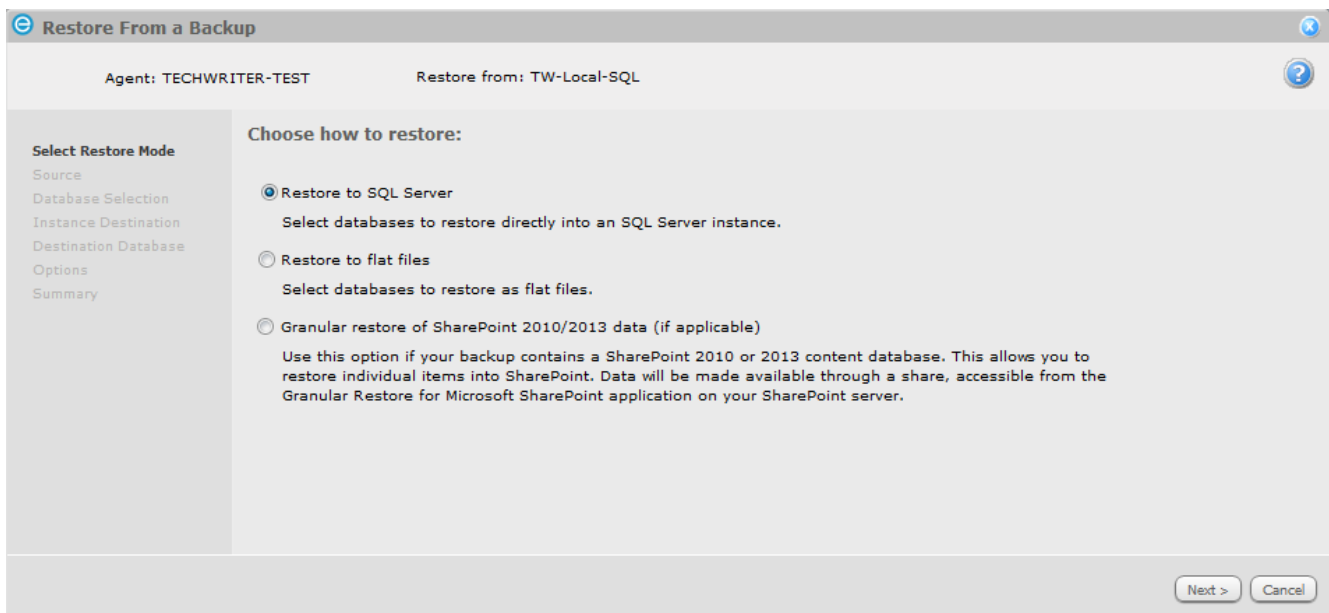 Restore From a Backup
Agent: TECHWRITER-TEST Restore from: TW-Local-SQL
Select Restore Mode
Source
Database Selection
Instance Destination
Destination Database
Options
Summary
Choose how to restore:
Restore to SQL Server
Select databases to restore directly into an SQL Server instance.
Restore to flat files
Select databases to restore as flat files.
Granular restore of SharePoint 2010/2013 data (if applicable)
Use this option if your backup contains a SharePoint 2010 or 2013 content database. This allows you to
restore individual items into SharePoint. Data will be made available through a share, accessible from the
Granular Restore for Microsoft SharePoint application on your SharePoint server.
Next > Cancel